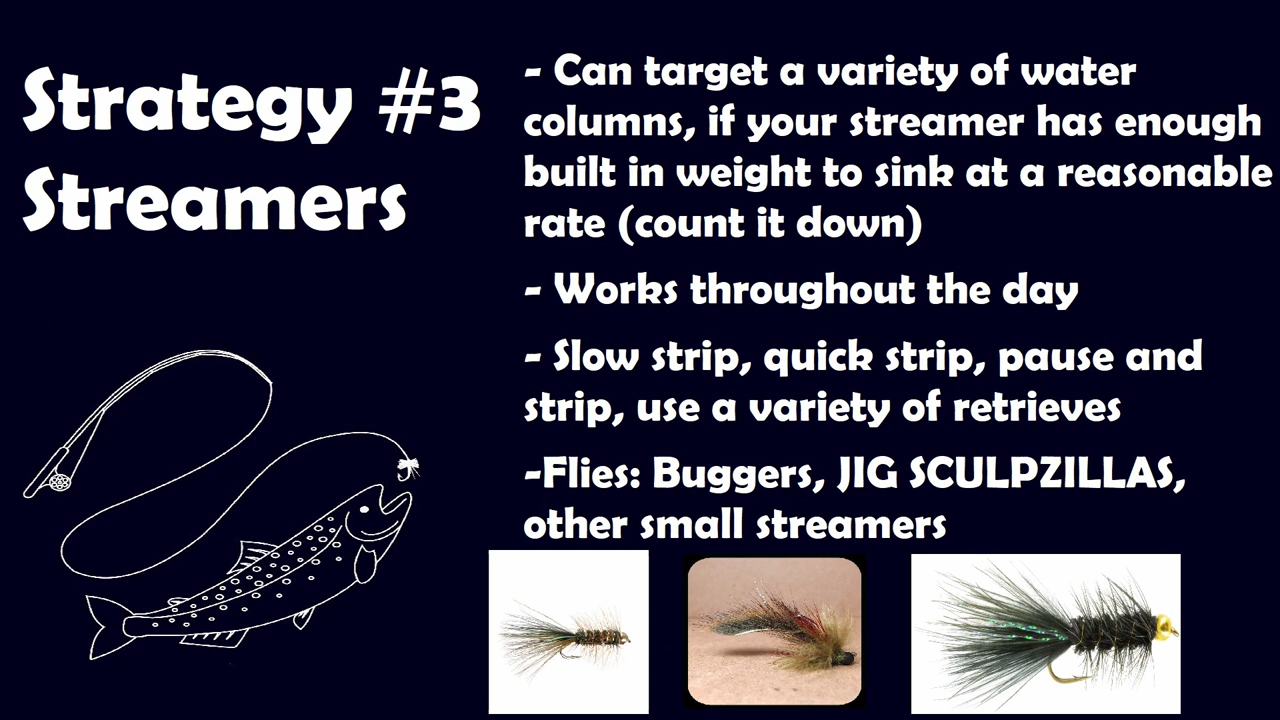 Strategy #3
Streamers
- Can target a variety of water
columns, if your streamer has enough
built in weight to sink at a reasonable
rate (count it down)
- Works throughout the day
- Slow strip, quick strip, pause and
strip, use a variety of retrieves
-Flies: Buggers, JIG SCULPZILLAS,
other small streamers